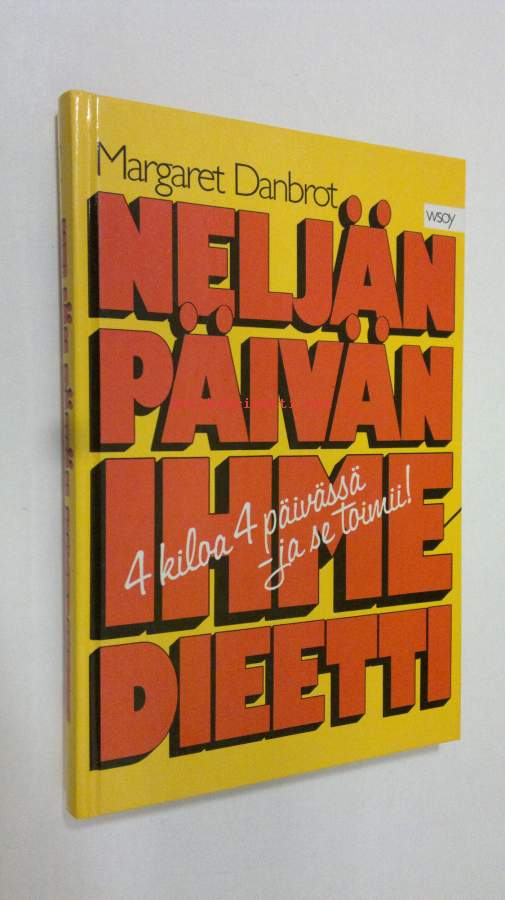 Margaret Danbrot
wsoy
NELJÄN
PÄIVÄN
IHME
4 kiloa 4 päivässä
-ja se toimii!
DIEETTI